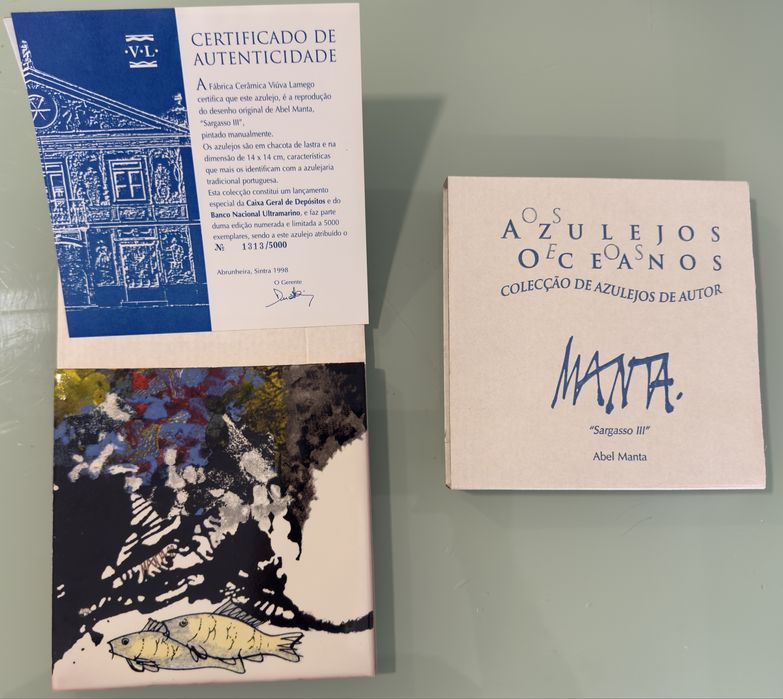 ·V·L·
CERTIFICADO DE
AUTENTICIDADE
A Fábrica Cerâmica Viúva Lamego
certifica que este azulejo, é a reprodução
do desenho original de Abel Manta,
"Sargasso III",
pintado manualmente.
Os azulejos são em chacota de lastra e na
dimensão de 14 x 14 cm, características
que mais os identificam com a azulejaria
tradicional portuguesa.
Esta colecção constitui um lançamento
especial da Caixa Geral de Depósitos e do
Banco Nacional Ultramarino, e faz parte
duma edição numerada e limitada a 5000
exemplares, sendo a este azulejo atribuído o
№ 1313/5000
Abrunheira, Sintra 1998
O Gerente
OS
AZULEJOS
E OS
OCEANOS
COLECÇÃO DE AZULEJOS DE AUTOR
MANTA.
"Sargasso III"
Abel Manta
MANTA